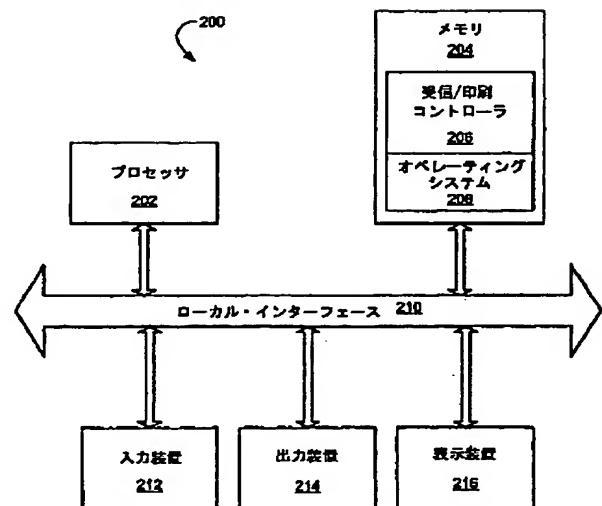 200
メモリ
204
受信/印刷
コントローラ
206
オペレーティング
システム
208
プロセッサ
202
ローカル・インターフェース 210
入力装置
212
出力装置
214
表示装置
216